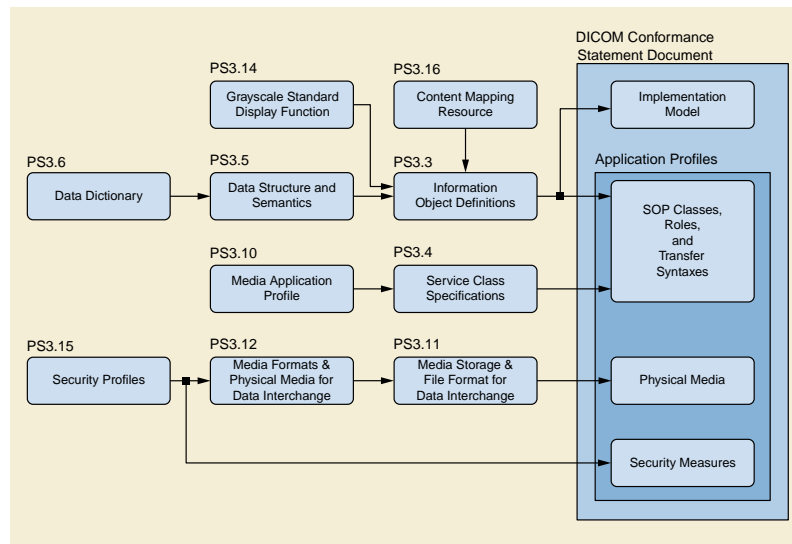 DICOM Conformance
Statement Document
PS3.14
PS3.16
Grayscale Standard
Display Function
Content Mapping
Resource
Implementation
Model
PS3.6
PS3.5
PS3.3
Application Profiles
Data Dictionary
Data Structure and
Semantics
Information
Object Definitions
SOP Classes,
Roles,
and
Transfer
Syntaxes
PS3.10
PS3.4
Media Application
Profile
Service Class
Specifications
PS3.15
PS3.12
PS3.11
Security Profiles
Media Formats &
Physical Media for
Data Interchange
Media Storage &
File Format for
Data Interchange
Physical Media
Security Measures